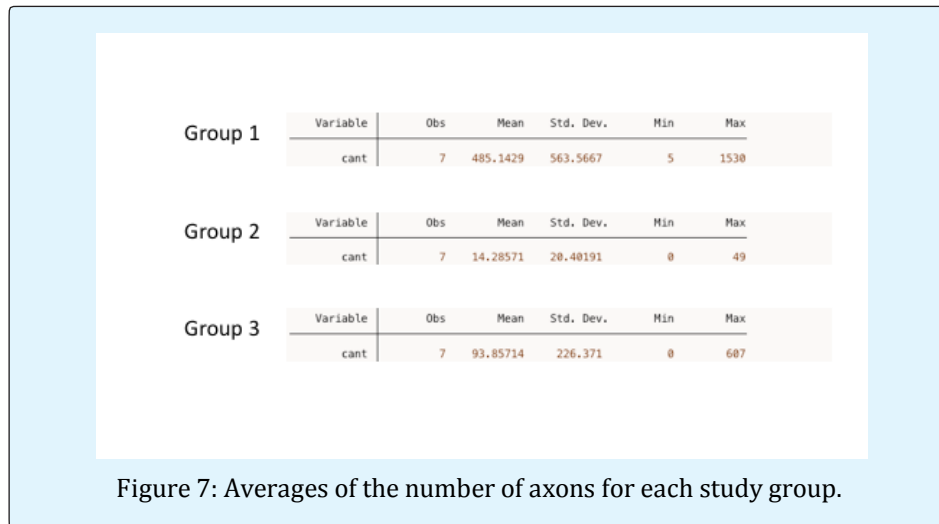 Group 1
Variable Obs Mean Std. Dev. Min Max
cant 7 485.1429 563.5667 5 1530
Group 2
Variable Obs Mean Std. Dev. Min Max
cant 7 14.28571 20.40191 0 49
Group 3
Variable Obs Mean Std. Dev. Min Max
cant 7 93.85714 226.371 0 607
Figure 7: Averages of the number of axons for each study group.